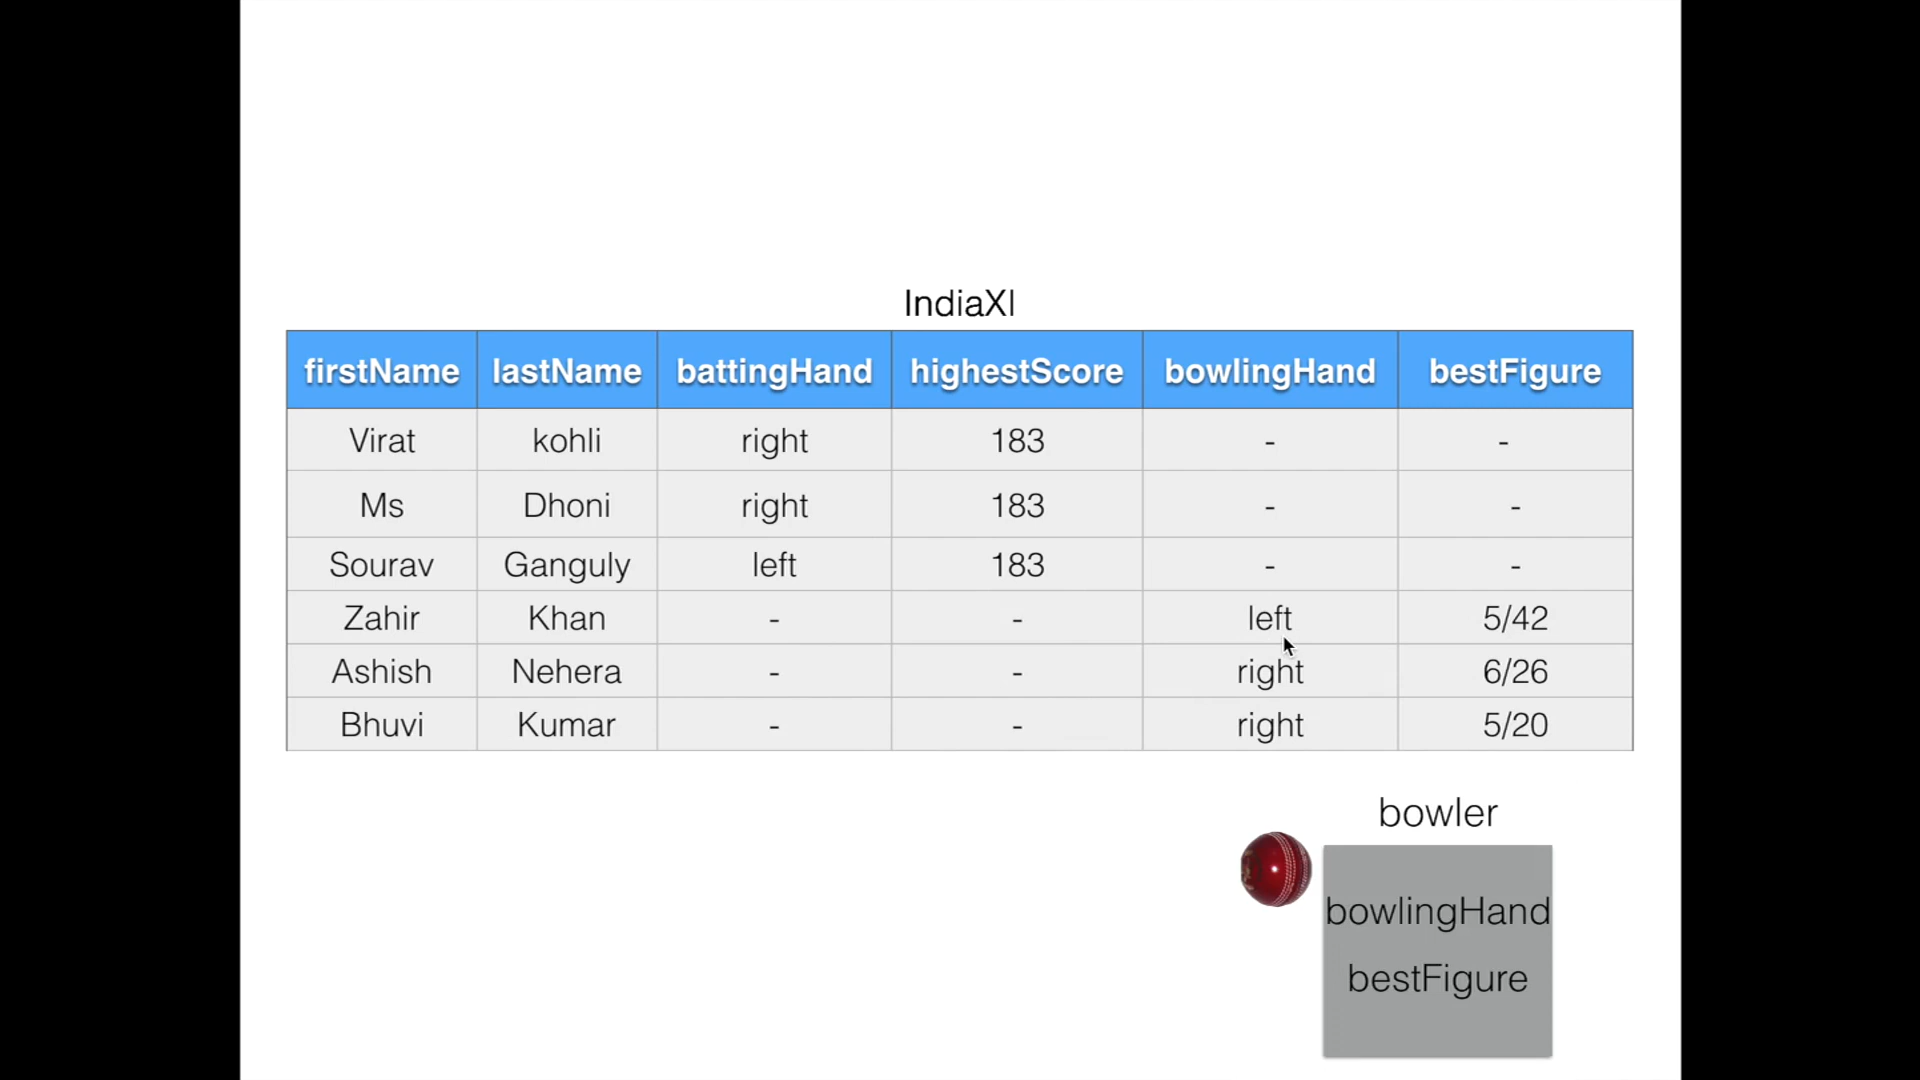 IndiaXI
firstName lastName battingHand highestScore bowlingHand bestFigure
Virat kohli right 183 - -
Ms Dhoni right 183 - -
Sourav Ganguly left 183 - -
Zahir Khan - - left 5/42
Ashish Nehera - - right 6/26
Bhuvi Kumar - - right 5/20
bowler
bowlingHand
bestFigure